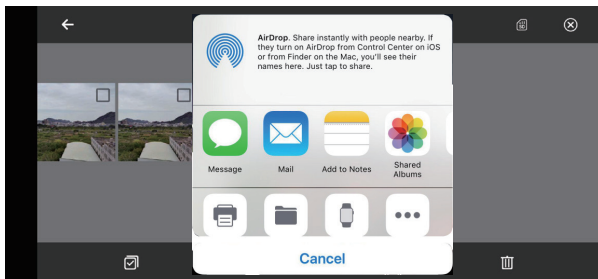 AirDrop. Share instantly with people nearby. If
they turn on AirDrop from Control Center on iOS
or from Finder on the Mac, you'll see their
names here. Just tap to share.
Message
Mail
Add to Notes
Shared
Albums
Cancel